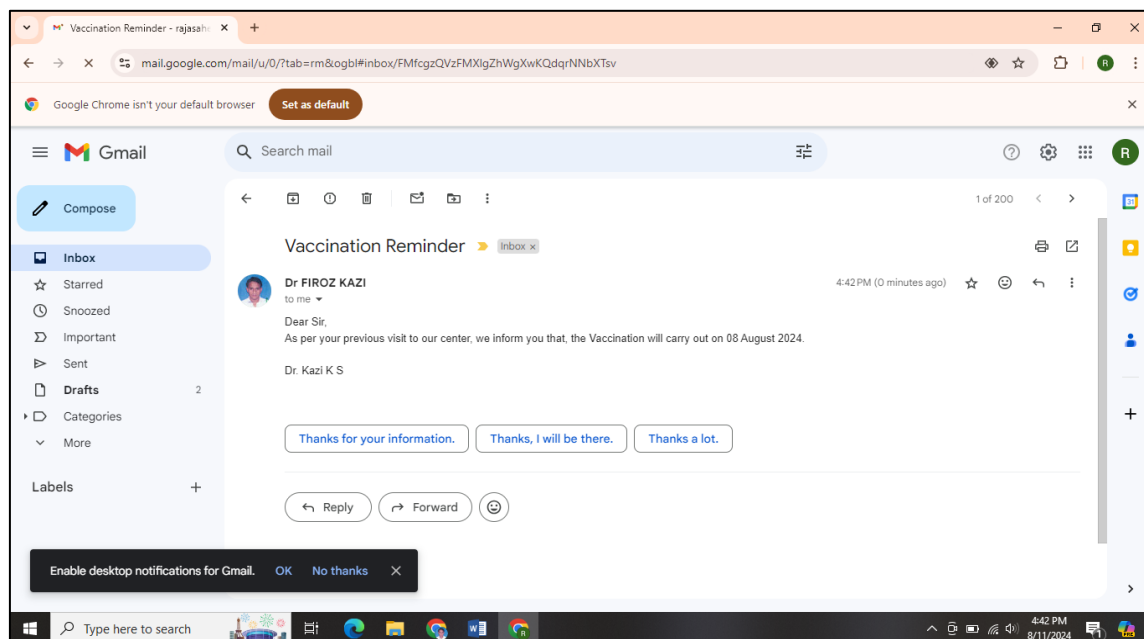 Vaccination Reminder - rajasahe
mail.google.com/mail/u/0/?tab=rm&ogbl#inbox/FMfcgzQVzFMXlgZhWgXwKQdqrNNbXTsv
R
Google Chrome isn't your default browser
Set as default
Gmail
Search mail
R
Compose
1 of 200
31
Inbox
Starred
Snoozed
Important
Sent
Drafts 2
Categories
More
Labels
Vaccination Reminder
Inbox x
Dr FIROZ KAZI
4:42 PM (0 minutes ago)
to me
Dear Sir,
As per your previous visit to our center, we inform you that, the Vaccination will carry out on 08 August 2024.
Dr. Kazi K S
Thanks for your information.
Thanks, I will be there.
Thanks a lot.
Reply
Forward
Enable desktop notifications for Gmail. OK No thanks
Type here to search
4:42 PM
8/11/2024